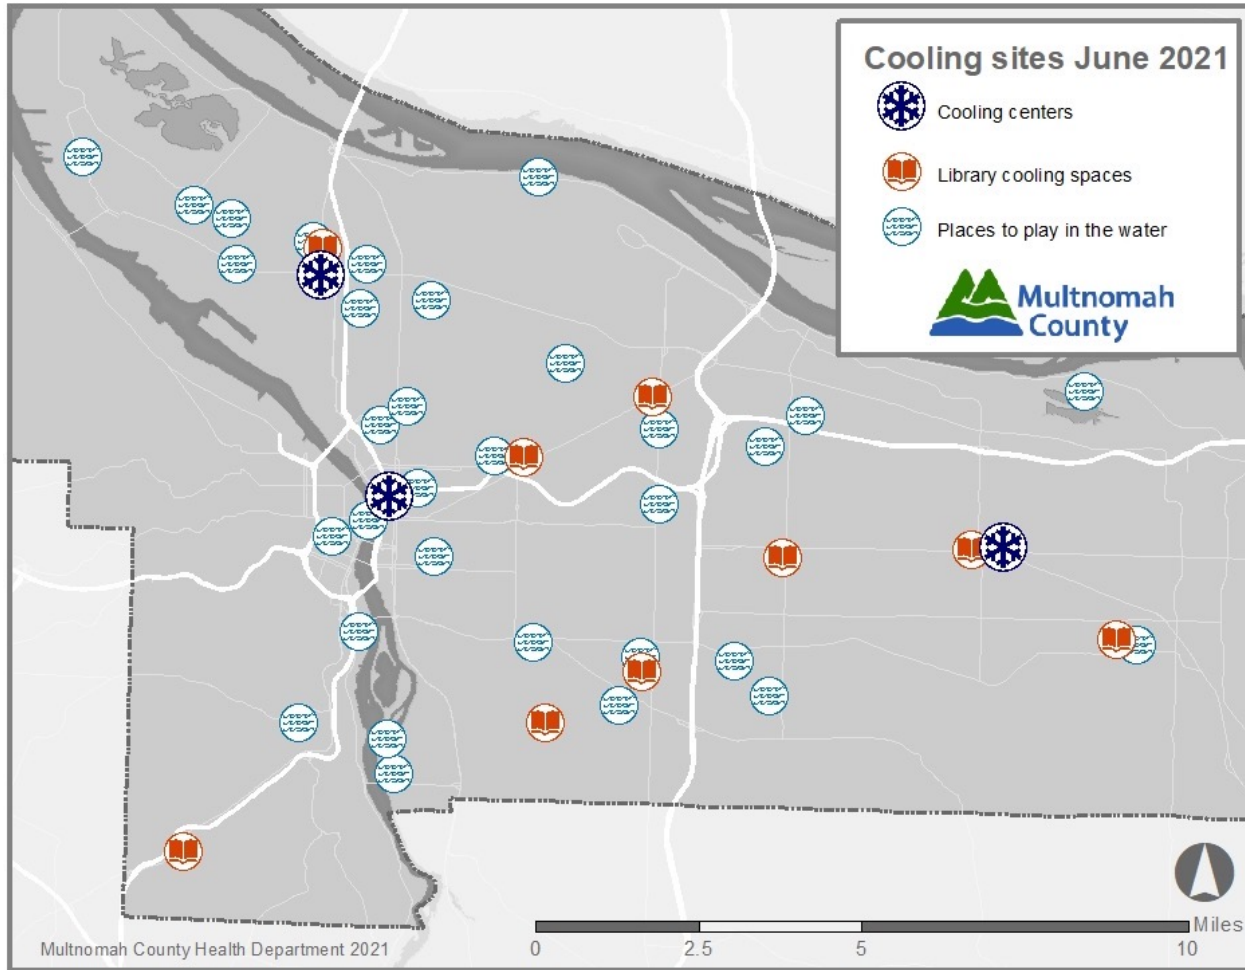 Cooling sites June 2021
Cooling centers
Library cooling spaces
Places to play in the water
Multnomah
County
Miles
0 2.5 5 10
Multnomah County Health Department 2021